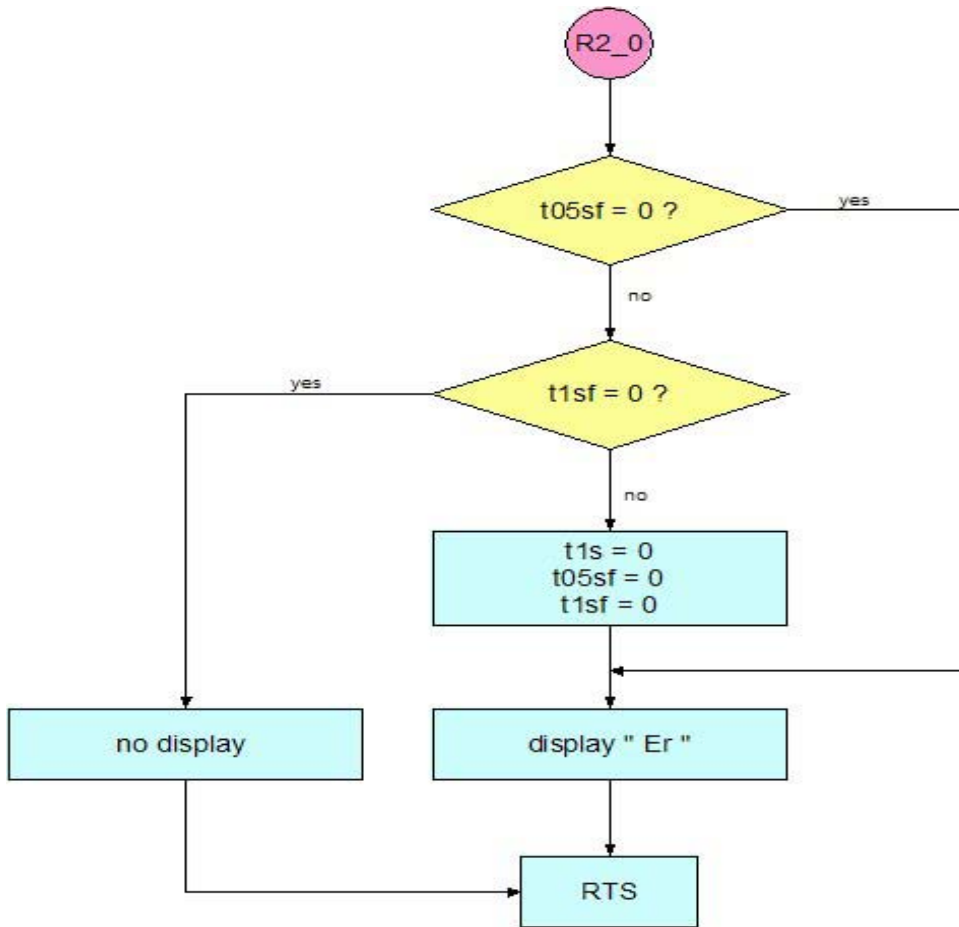 R2_0
t05sf = 0 ?
yes
no
t1sf = 0 ?
yes
no
t1s = 0
t05sf = 0
t1sf = 0
no display
display " Er "
RTS